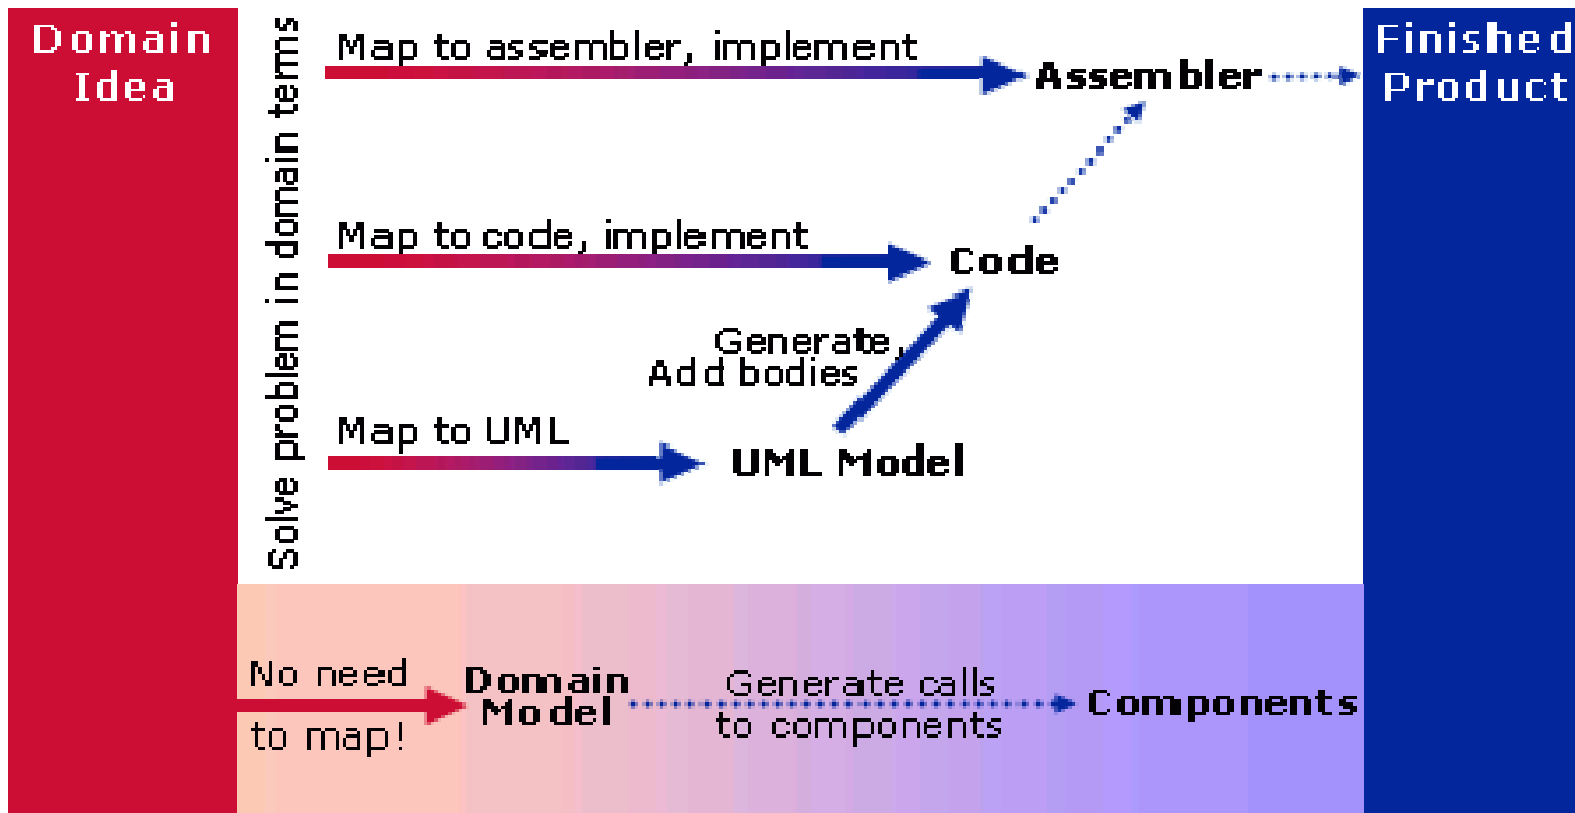 Domain
Idea
Solve problem in domain terms
Map to assembler, implement
Assembler
Finished
Product
Map to code, implement
Code
Generate,
Add bodies
Map to UML
UML Model
No need
to map!
Domain
Model
Generate calls
to components
Components